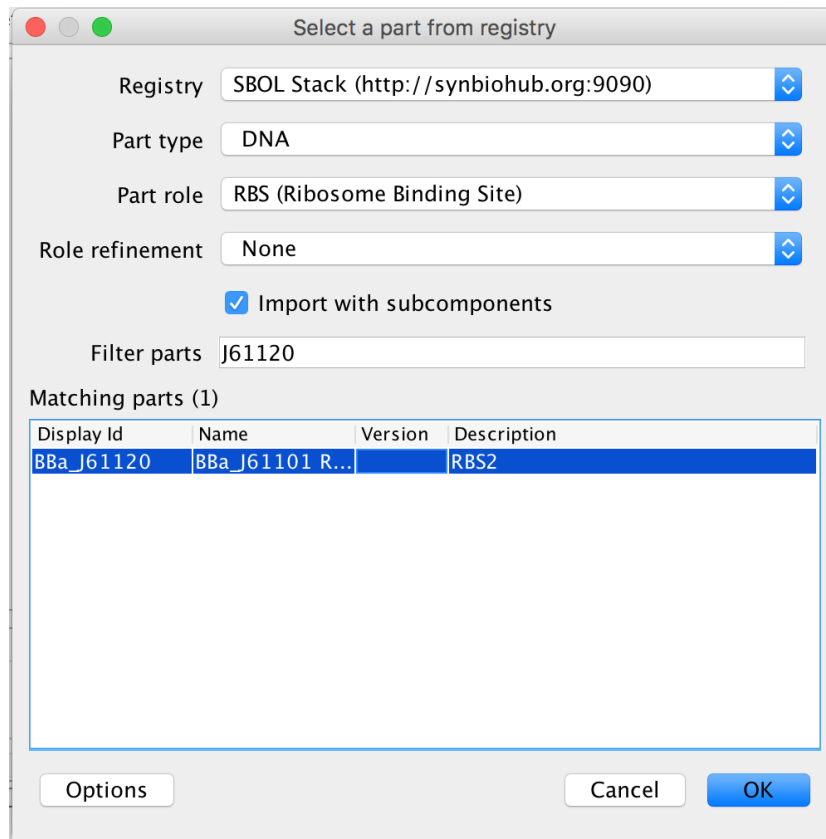 Select a part from registry
Registry SBOL Stack (http://synbiohub.org:9090)
Part type DNA
Part role RBS (Ribosome Binding Site)
Role refinement None
Import with subcomponents
Filter parts J61120
Matching parts (1)
Display Id Name Version Description
BBa_J61120 BBa_J61101 R... RBS2
Options Cancel OK